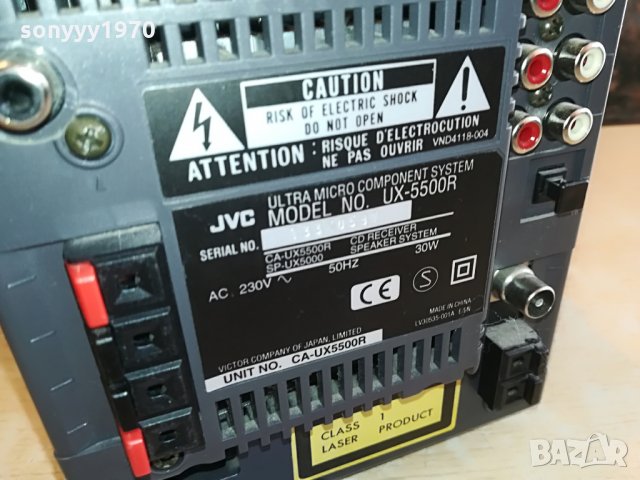 sonyyy1970
CAUTION
RISK OF ELECTRIC SHOCK
DO NOT OPEN
ATTENTION : RISQUE D'ELECTROCUTION
NE PAS OUVRIR VND4118-004
JVC ULTRA MICRO COMPONENT SYSTEM
MODEL NO. UX-5500R
SERIAL NO.
CA-UX5500R CD RECEIVER
SP-UX5000 SPEAKER SYSTEM
AC 230V ~ 50HZ 30W
CE S
MADE IN CHINA
LV30535-001A E.SN
VICTOR COMPANY OF JAPAN, LIMITED
UNIT NO. CA-UX5500R
CLASS 1
LASER PRODUCT
BAZAR